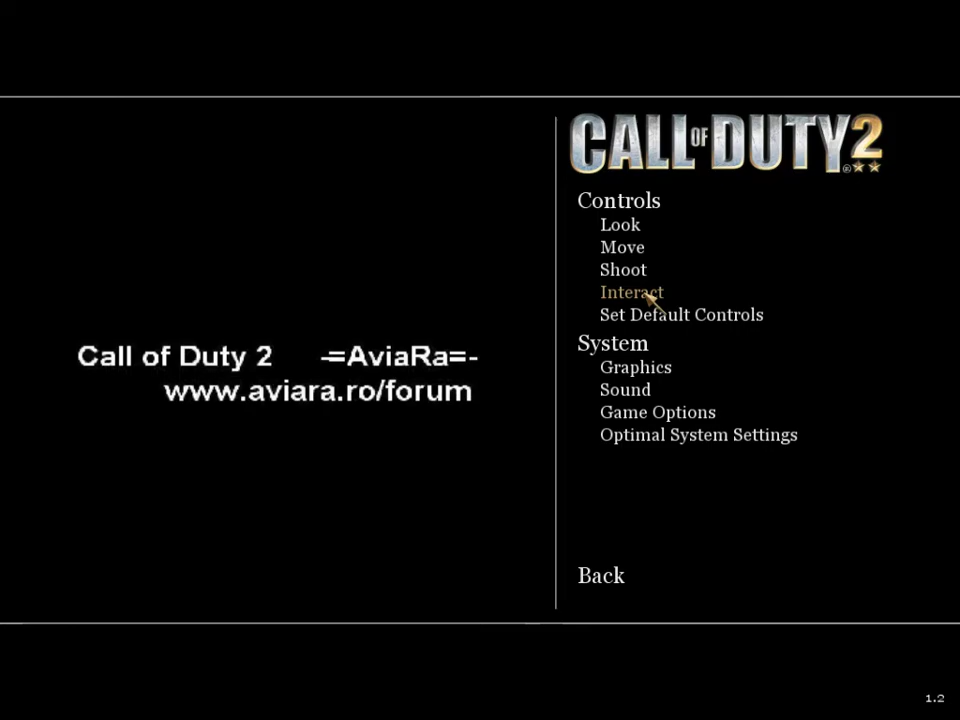 CALL OF DUTY 2
Controls
Look
Move
Shoot
Interact
Set Default Controls
System
Graphics
Sound
Game Options
Optimal System Settings
Back
Call of Duty 2 -=AviaRa=-
www.aviara.ro/forum
1.2